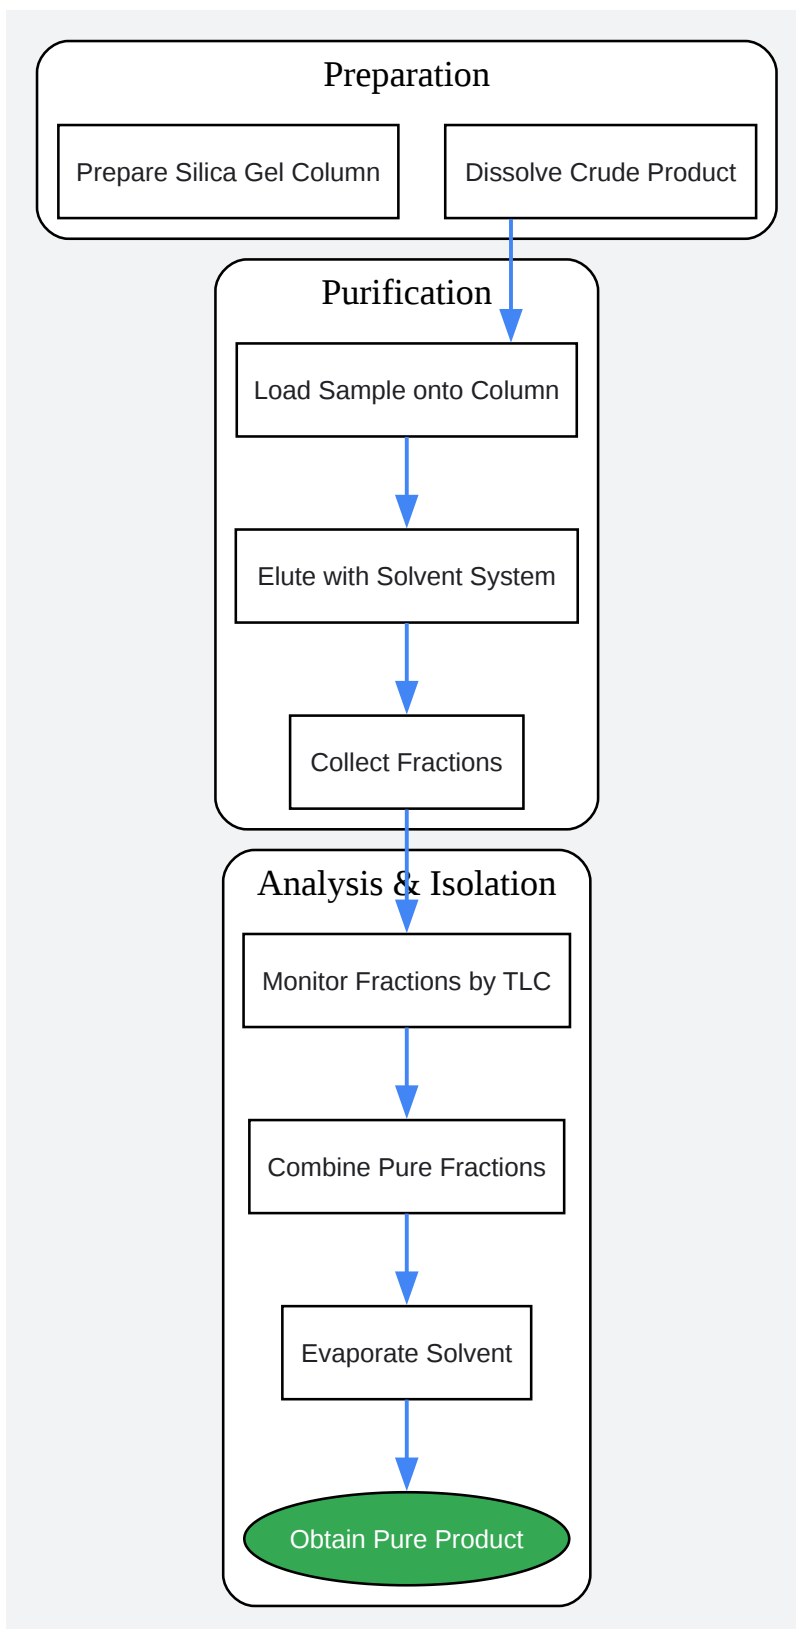 Preparation
Prepare Silica Gel Column
Dissolve Crude Product
Purification
Load Sample onto Column
Elute with Solvent System
Collect Fractions
Analysis & Isolation
Monitor Fractions by TLC
Combine Pure Fractions
Evaporate Solvent
Obtain Pure Product